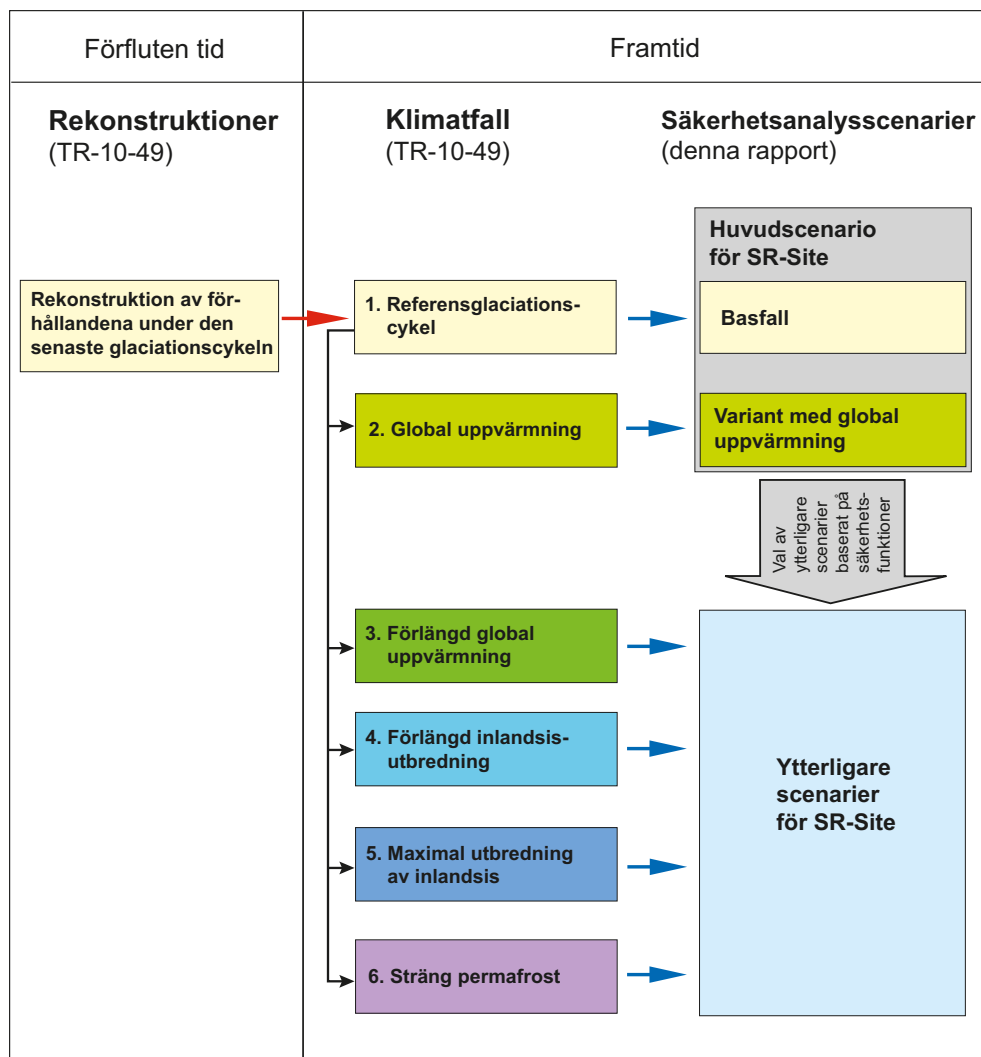 Förfluten tid
Framtid
Rekonstruktioner
(TR-10-49)
Klimatfall
(TR-10-49)
Säkerhetsanalysscenarier
(denna rapport)
Huvudscenario
för SR-Site
Rekonstruktion av för-
hållandena under den
senaste glaciationscykeln
1. Referensglaciations-
cykel
Basfall
2. Global uppvärmning
Variant med global
uppvärmning
Val av
ytterligare
scenarier
baserat på
säkerhets-
funktioner
3. Förlängd global
uppvärmning
4. Förlängd inlandsis-
utbredning
5. Maximal utbredning
av inlandsis
6. Sträng permafrost
Ytterligare
scenarier
för SR-Site